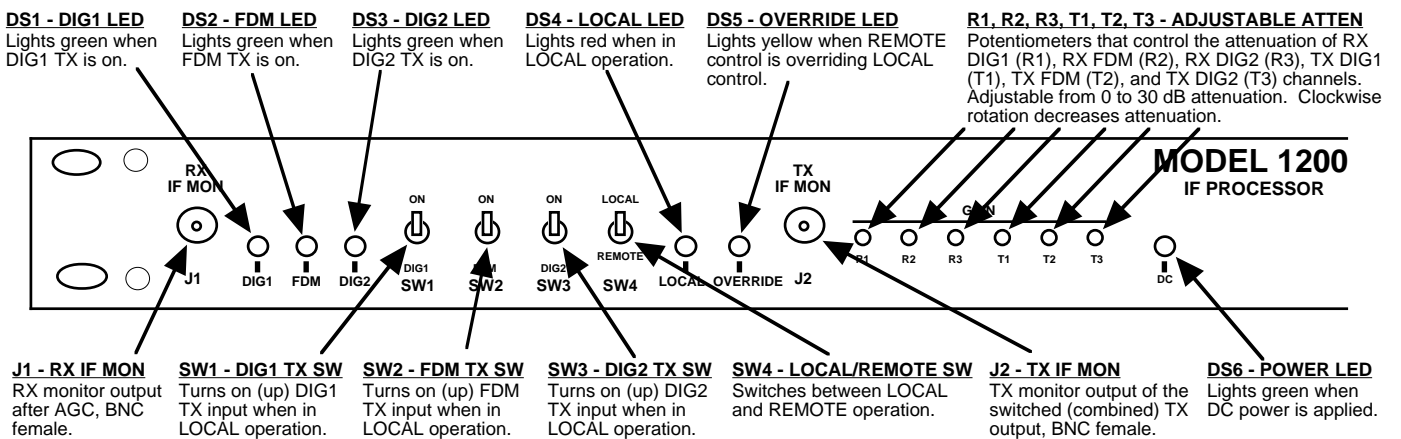 DS1 - DIG1 LED
Lights green when
DIG1 TX is on.
DS2 - FDM LED
Lights green when
FDM TX is on.
DS3 - DIG2 LED
Lights green when
DIG2 TX is on.
DS4 - LOCAL LED
Lights red when in
LOCAL operation.
DS5 - OVERRIDE LED
Lights yellow when REMOTE
control is overriding LOCAL
control.
R1, R2, R3, T1, T2, T3 - ADJUSTABLE ATTEN
Potentiometers that control the attenuation of RX
DIG1 (R1), RX FDM (R2), RX DIG2 (R3), TX DIG1
(T1), TX FDM (T2), and TX DIG2 (T3) channels.
Adjustable from 0 to 30 dB attenuation.  Clockwise
rotation decreases attenuation.
RX
IF MON
TX
IF MON
MODEL 1200
IF PROCESSOR
ON
ON
ON
LOCAL
GAIN
DIG1
FDM
DIG2
REMOTE
R1
R2
R3
T1
T2
T3
J1
DIG1
FDM
DIG2
SW1
SW2
SW3
SW4
LOCAL
OVERRIDE
J2
DC
J1 - RX IF MON
RX monitor output
after AGC, BNC
female.
SW1 - DIG1 TX SW
Turns on (up) DIG1
TX input when in
LOCAL operation.
SW2 - FDM TX SW
Turns on (up) FDM
TX input when in
LOCAL operation.
SW3 - DIG2 TX SW
Turns on (up) DIG2
TX input when in
LOCAL operation.
SW4 - LOCAL/REMOTE SW
Switches between LOCAL
and REMOTE operation.
J2 - TX IF MON
TX monitor output of the
switched (combined) TX
output, BNC female.
DS6 - POWER LED
Lights green when
DC power is applied.